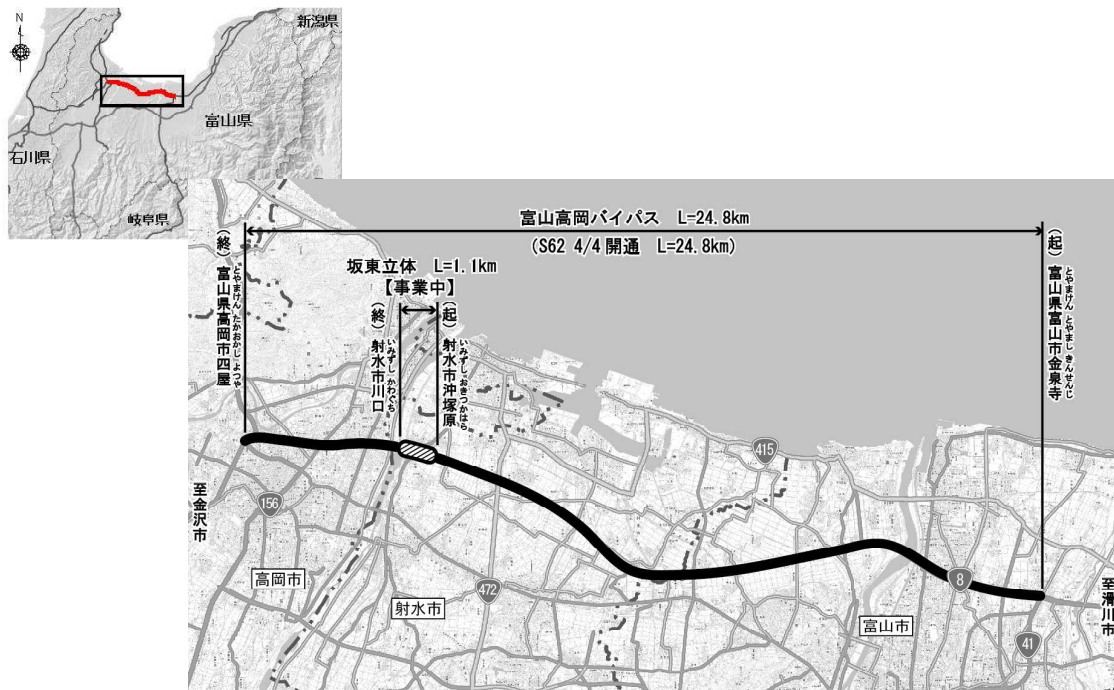 N
新潟県
富山県
石川県
岐阜県
富山高岡バイパス L=24.8km
(S62 4/4 開通 L=24.8km)
坂東立体 L=1.1km
【事業中】
(終)富山県高岡市四屋
とやまけん たかおかし よつや
(終)射水市川口
いみずし かわぐち
(起)射水市沖塚原
いみずし おきつかはら
(起)富山県富山市金泉寺
とやまけん とやまし きんせんじ
415
至金沢市
156
高岡市
472
射水市
8
富山市
至滑川市
41